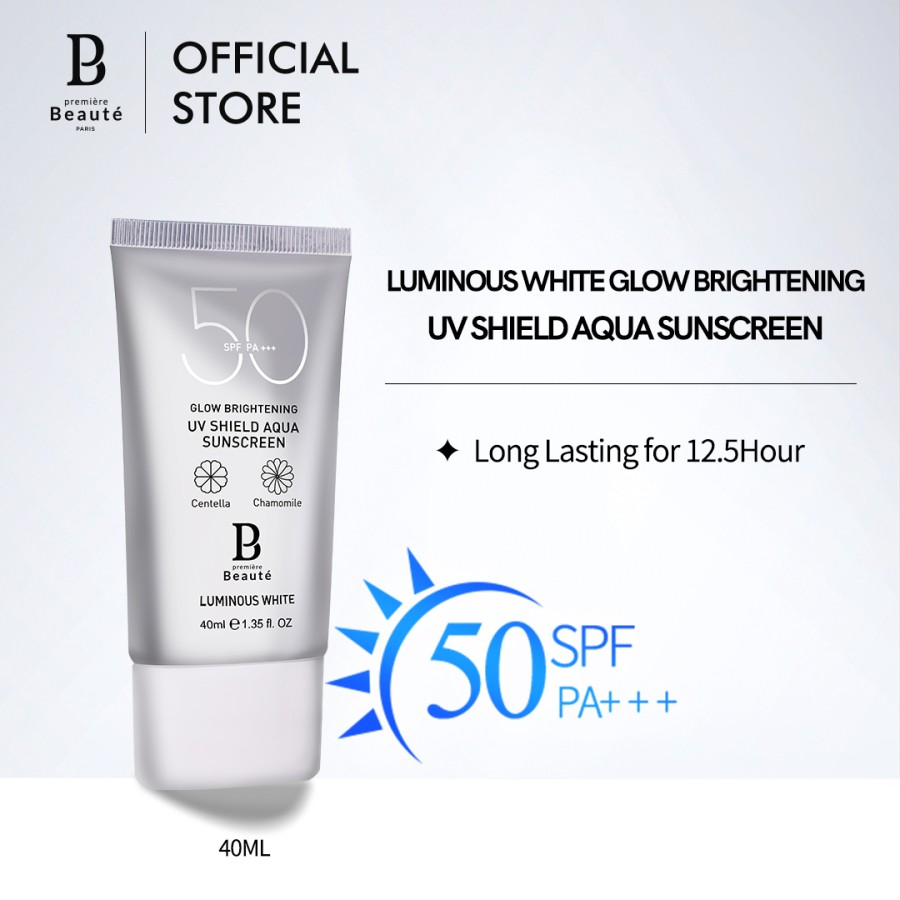 B
première
Beauté
PARIS
OFFICIAL
STORE
50
SPF PA+++
GLOW BRIGHTENING
UV SHIELD AQUA
SUNSCREEN
Centella Chamomile
B
première
Beauté
LUMINOUS WHITE
40ml e 1.35 fl. OZ
40ML
LUMINOUS WHITE GLOW BRIGHTENING
UV SHIELD AQUA SUNSCREEN
✦ Long Lasting for 12.5Hour
50 SPF
PA+++